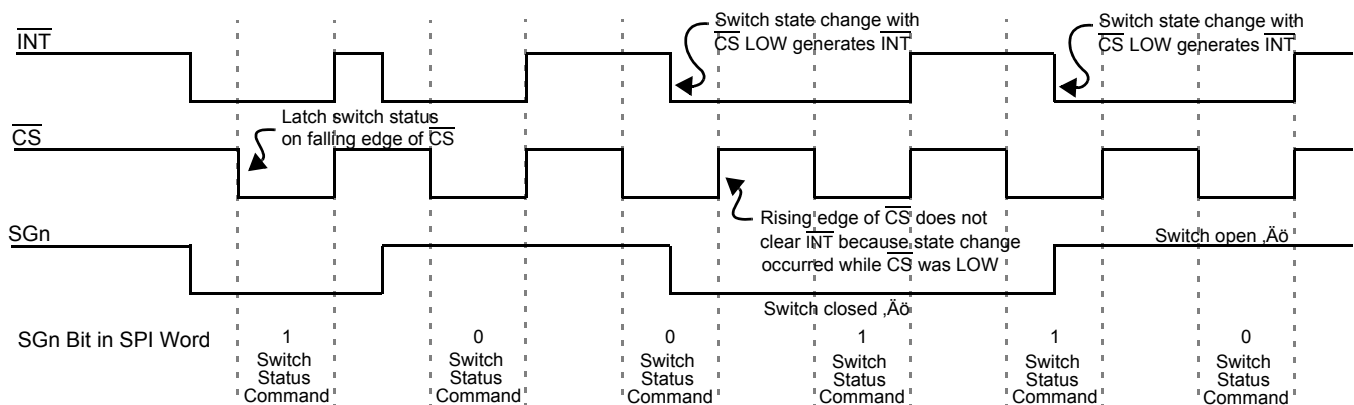 INT
Switch state change with
CS LOW generates INT
Switch state change with
CS LOW generates INT
Latch switch status
on falling edge of CS
CS
Rising edge of CS does not
clear INT because state change
occurred while CS was LOW
SGn
Switch open ‚Äö
Switch closed ‚Äö
SGn Bit in SPI Word
1
Switch
Status
Command
0
Switch
Status
Command
0
Switch
Status
Command
1
Switch
Status
Command
1
Switch
Status
Command
0
Switch
Status
Command